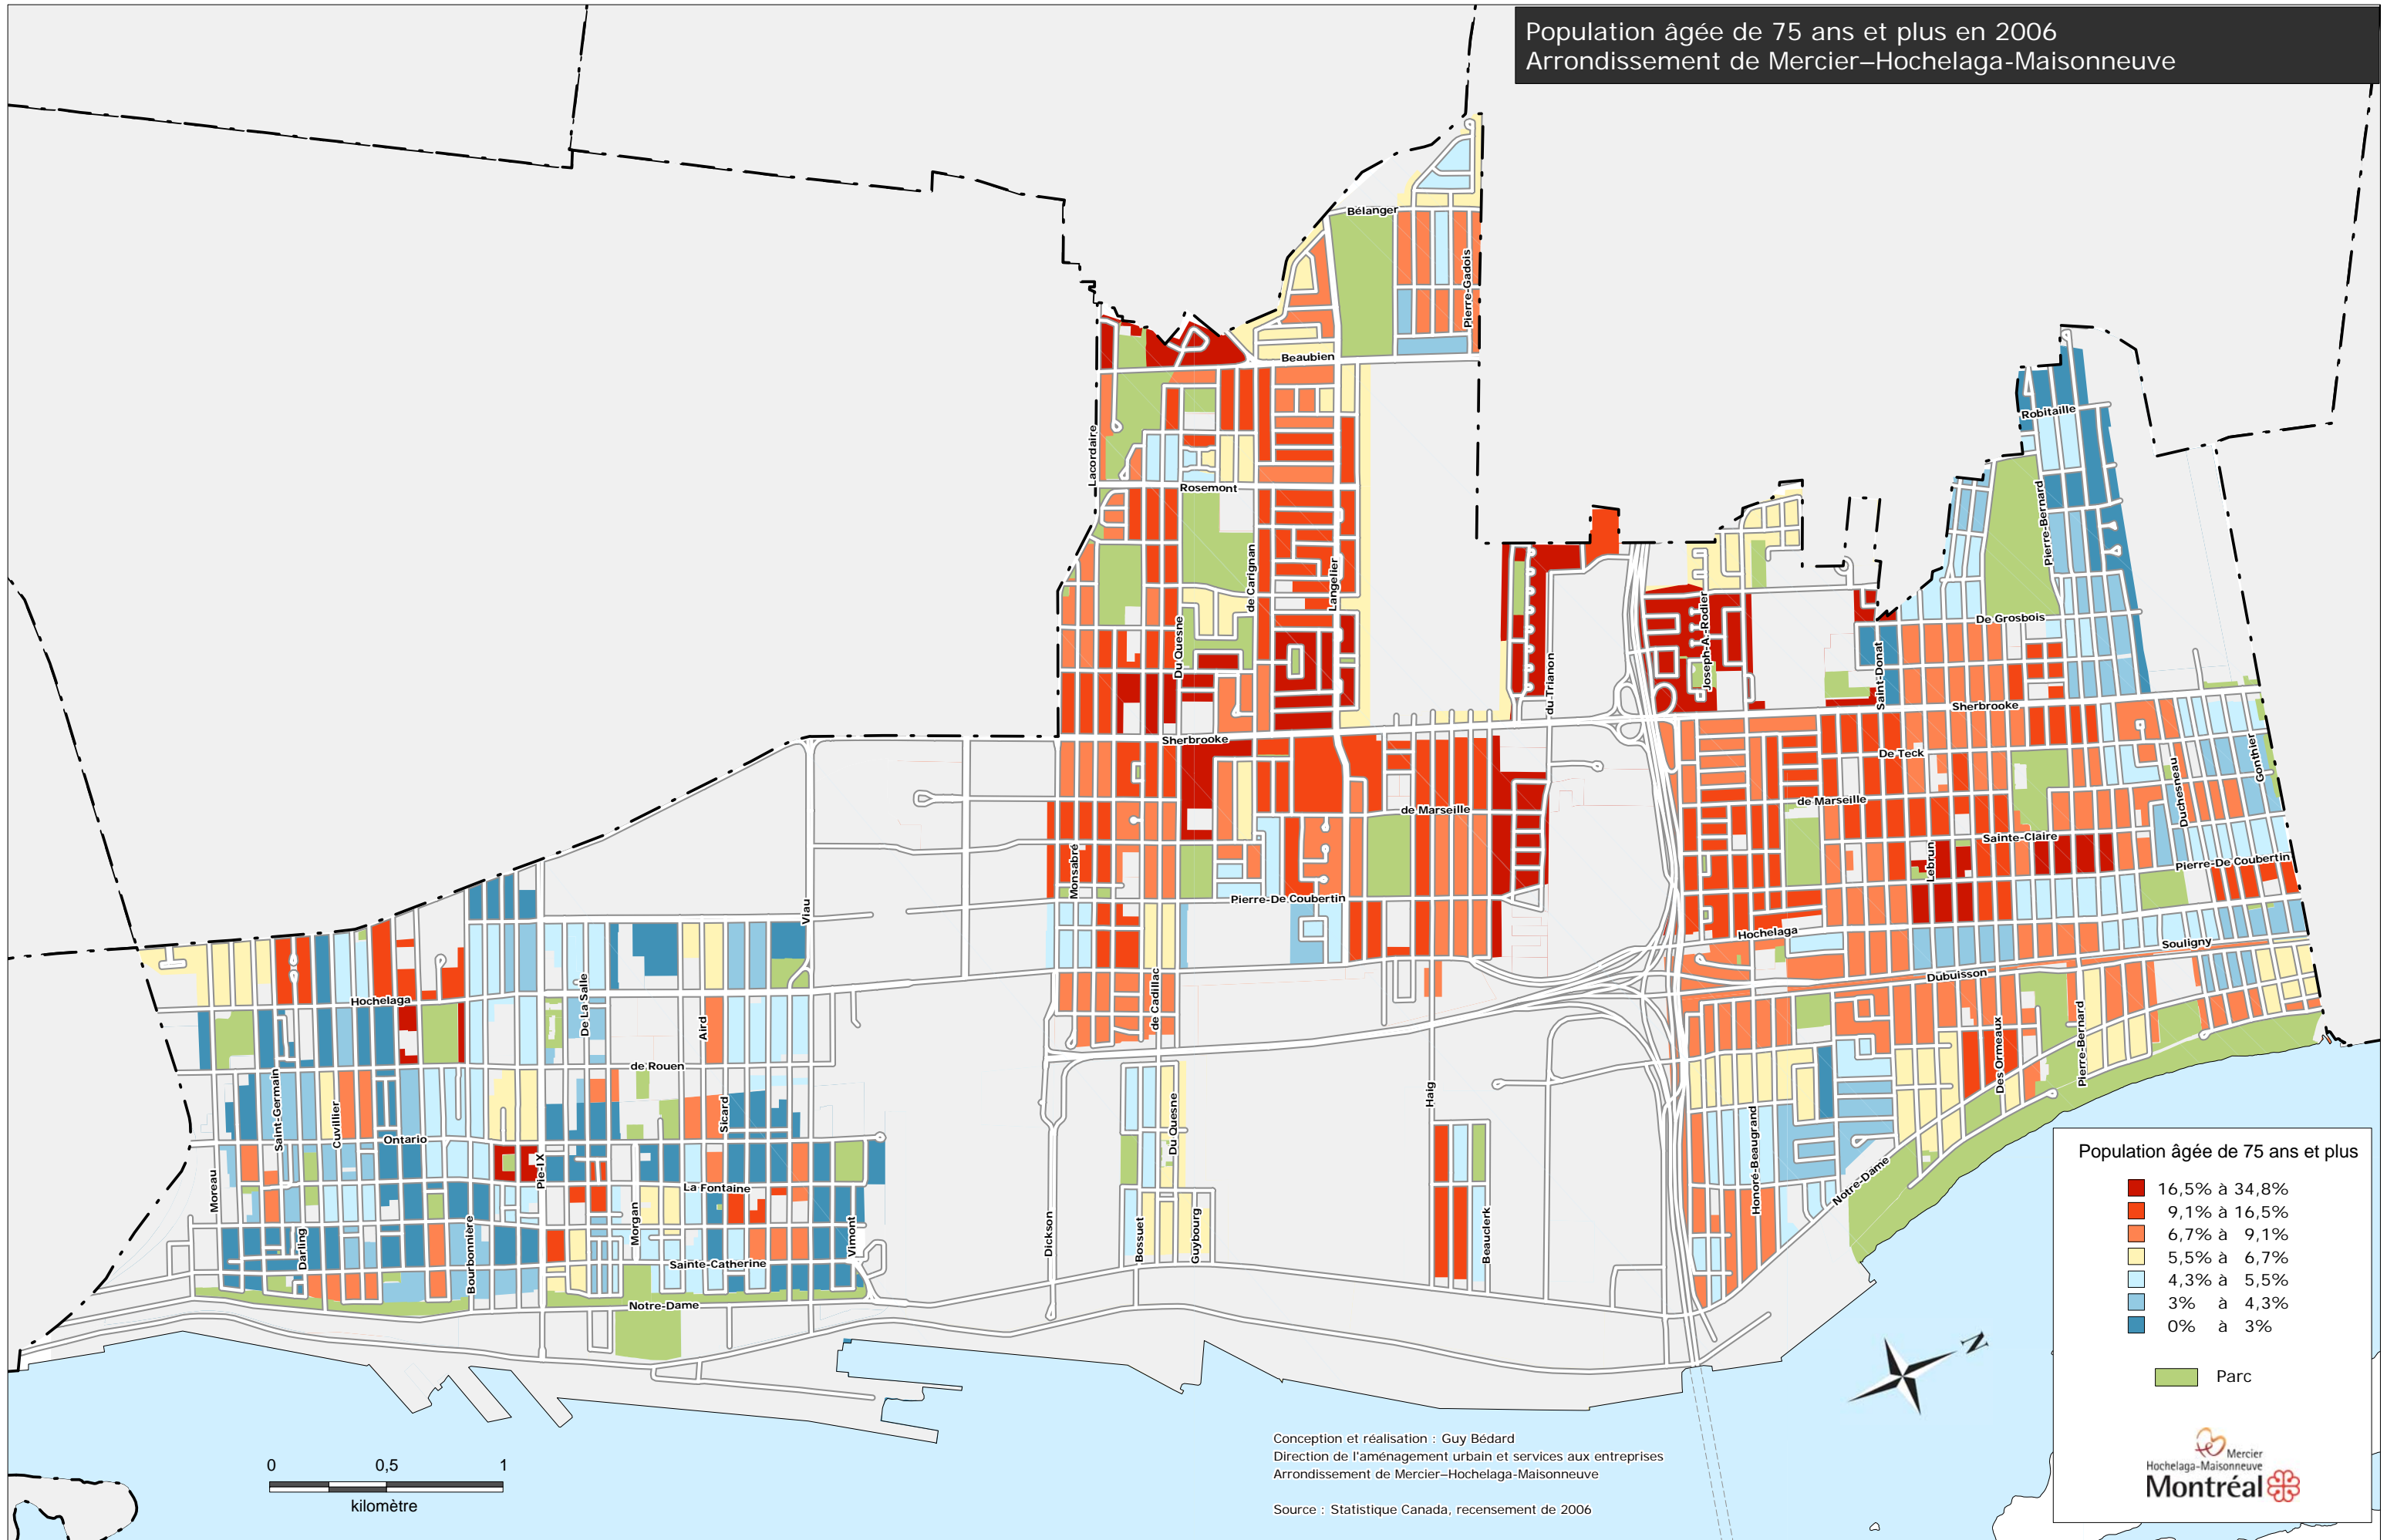 Population âgée de 75 ans et plus en 2006
Arrondissement de Mercier–Hochelaga-Maisonneuve
Bélanger
Pierre-Gadois
Beaubien
Lacordaire
Rosemont
de Carignan
Langelier
Du Quesne
Sherbrooke
du Trianon
Joseph-A.-Rodier
Robitaille
Pierre-Bernard
De Grosbois
Saint-Donat
Sherbrooke
De Teck
Gonthier
Duchesneau
de Marseille
de Marseille
Sainte-Claire
Lebrun
Monsabré
Pierre-De Coubertin
Pierre-De Coubertin
Viau
Hochelaga
Souligny
Dubuisson
Hochelaga
De La Salle
de Cadillac
Aird
de Rouen
Des Ormeaux
Pierre-Bernard
Saint-Germain
Cuvillier
Ontario
Sicard
Haig
Du Quesne
Honoré-Beaugrand
Moreau
Pie-IX
La Fontaine
Notre-Dame
Darling
Bourbonnière
Morgan
Vimont
Dickson
Bossuet
Guybourg
Beauclerk
Sainte-Catherine
Notre-Dame
Population âgée de 75 ans et plus
16,5% à 34,8%
9,1% à 16,5%
6,7% à 9,1%
5,5% à 6,7%
4,3% à 5,5%
3% à 4,3%
0% à 3%
Parc
N
Mercier
Hochelaga-Maisonneuve
Montréal
0 0,5 1
kilomètre
Conception et réalisation : Guy Bédard
Direction de l'aménagement urbain et services aux entreprises
Arrondissement de Mercier–Hochelaga-Maisonneuve
Source : Statistique Canada, recensement de 2006